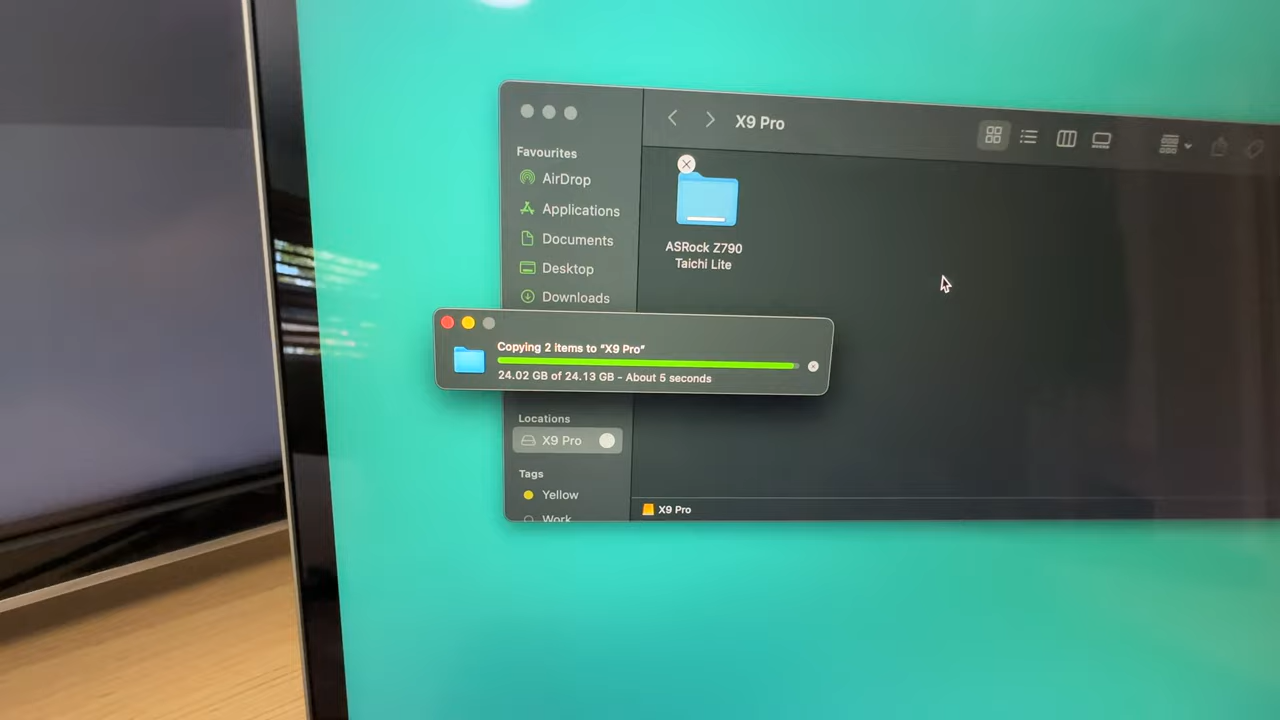 X9 Pro
Favourites
AirDrop
Applications
Documents
Desktop
Downloads
ASRock Z790
Taichi Lite
Copying 2 items to “X9 Pro”
24.02 GB of 24.13 GB - About 5 seconds
Locations
X9 Pro
Tags
Yellow
Work
X9 Pro